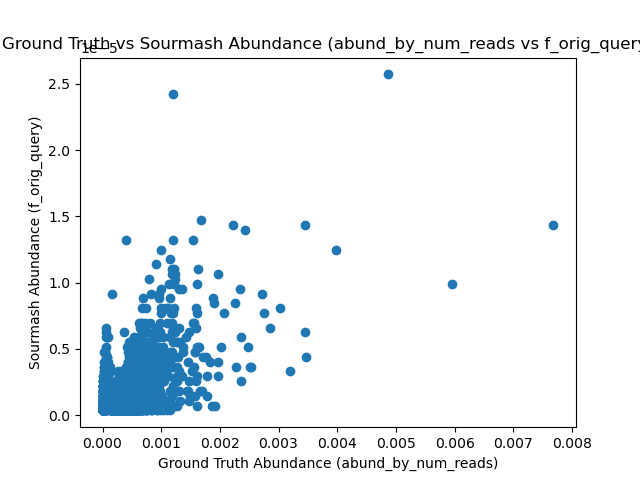 Ground Truth vs Sourmash Abundance (abund_by_num_reads vs f_orig_query
1e−5
2.5
2.0
1.5
1.0
0.5
0.0
Sourmash Abundance (f_orig_query)
0.000 0.001 0.002 0.003 0.004 0.005 0.006 0.007 0.008
Ground Truth Abundance (abund_by_num_reads)